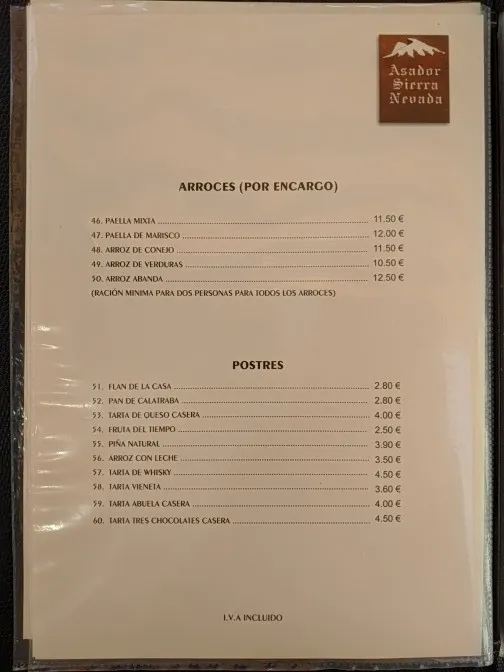 Asador
Sierra
Nevada
ARROCES (POR ENCARGO)
46. PAELLA MIXTA 11.50 €
47. PAELLA DE MARISCO 12.00 €
48. ARROZ DE CONEJO 11.50 €
49. ARROZ DE VERDURAS 10.50 €
50. ARROZ ABANDA 12.50 €
(RACIÓN MINIMA PARA DOS PERSONAS PARA TODOS LOS ARROCES)
POSTRES
51. FLAN DE LA CASA 2.80 €
52. PAN DE CALATRABA 2.80 €
53. TARTA DE QUESO CASERA 4.00 €
54. FRUTA DEL TIEMPO 2.50 €
55. PIÑA NATURAL 3.90 €
56. ARROZ CON LECHE 3.50 €
57. TARTA DE WHISKY 4.50 €
58. TARTA VIENETA 3.60 €
59. TARTA ABUELA CASERA 4.00 €
60. TARTA TRES CHOCOLATES CASERA 4.50 €
I.V.A INCLUIDO